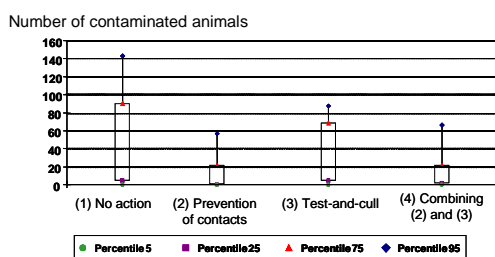 Number of contaminated animals
160
140
120
100
80
60
40
20
0
(1) No action
(2) Prevention
of contacts
(3) Test-and-cull
(4) Combining
(2) and (3)
Percentile 5
Percentile 25
Percentile 75
Percentile 95